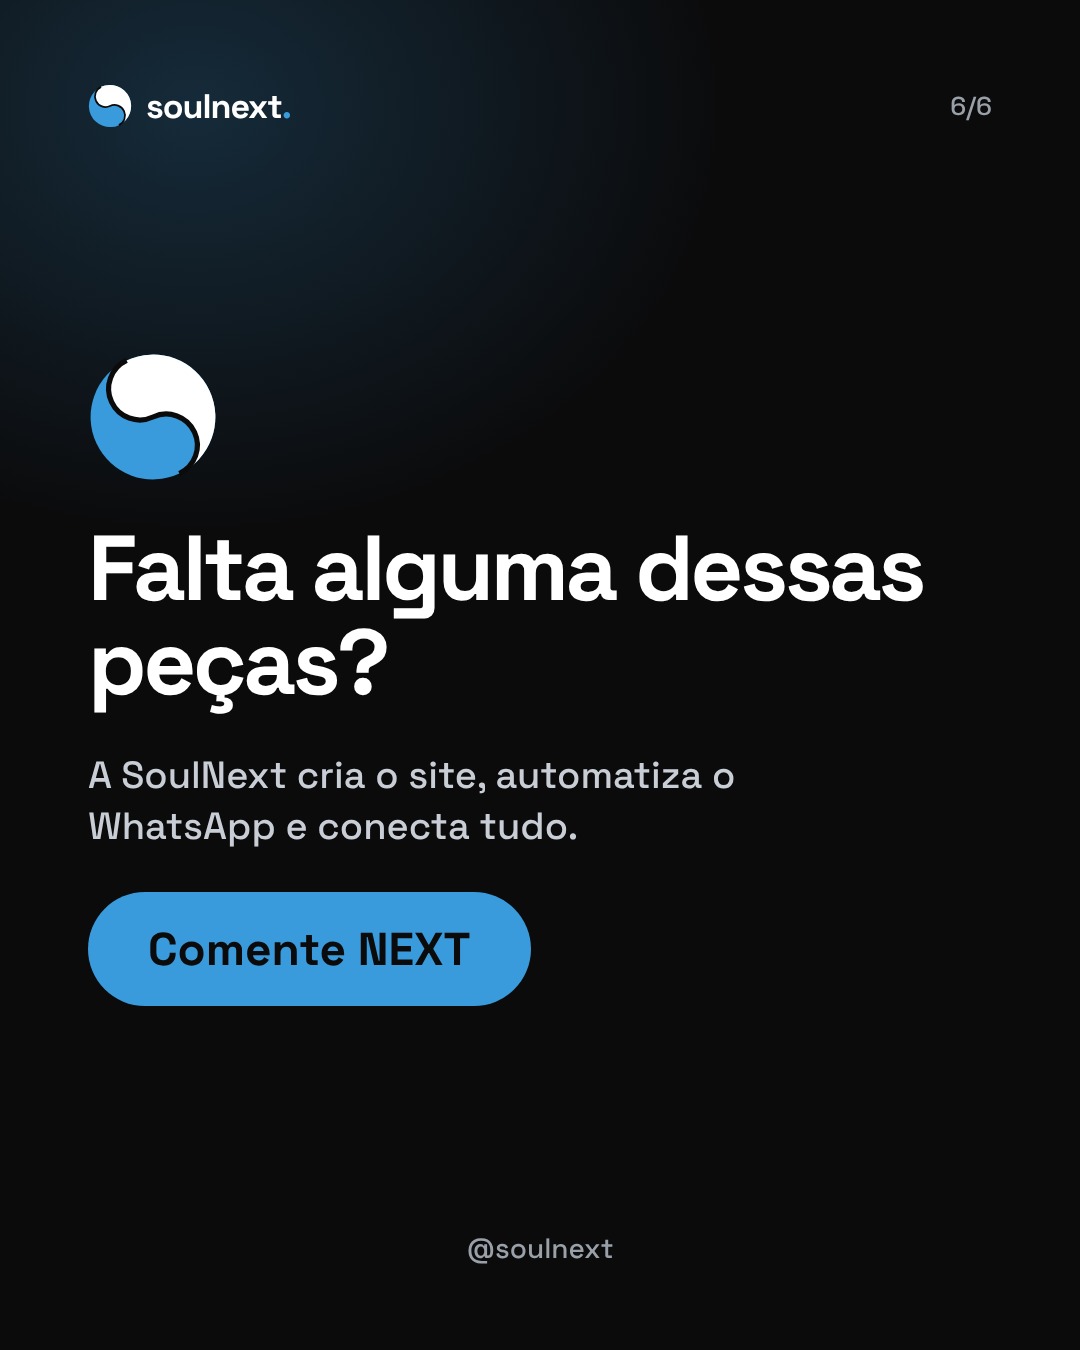 soulnext.
6/6
Falta alguma dessas
peças?
A SoulNext cria o site, automatiza o
WhatsApp e conecta tudo.
Comente NEXT
@soulnext